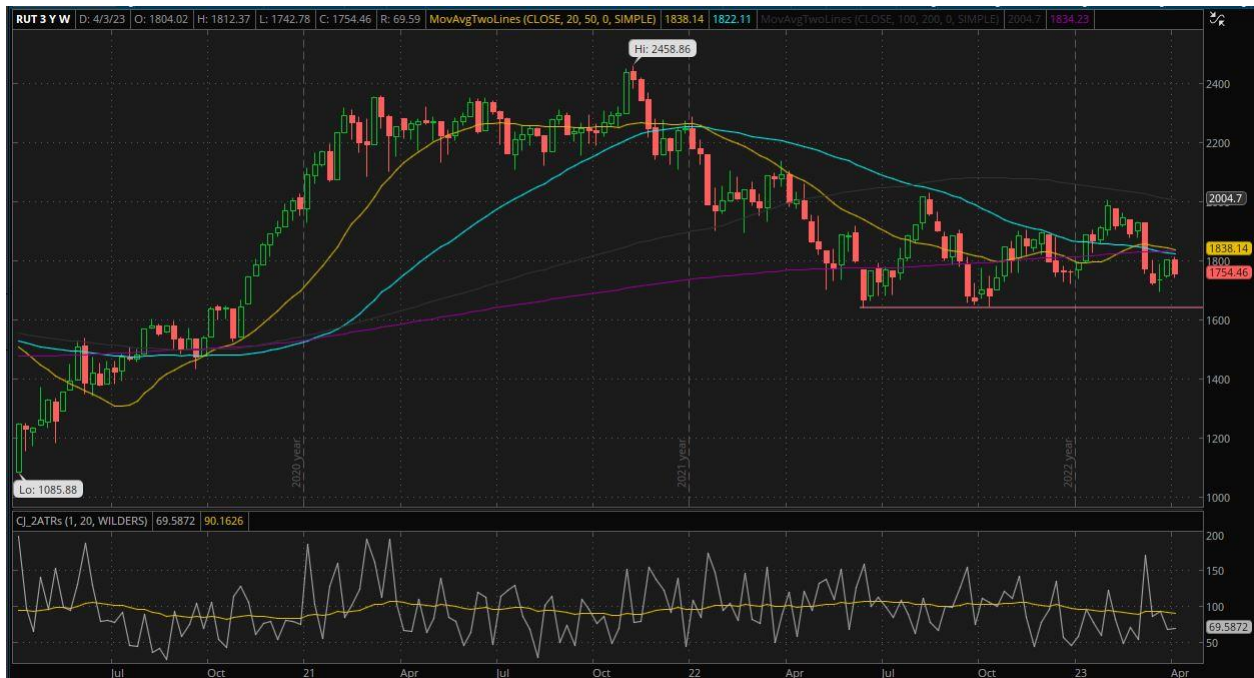 RUT 3 Y W D: 4/3/23 O: 1804.02 H: 1812.37 L: 1742.78 C: 1754.46 R: 69.59 MovAvgTwoLines (CLOSE, 20, 50, 0, SIMPLE) 1838.14 1822.11 MovAvgTwoLines (CLOSE, 100, 200, 0, SIMPLE) 2004.7 1834.23
Hi: 2458.86
2400
2200
2004.7
2000
1838.14
1800
1754.46
1600
1400
1200
1000
2020 year
2021 year
2022 year
Lo: 1085.88
CJ_2ATRs (1, 20, WILDERS) 69.5872 90.1626
200
150
100
69.5872
50
Jul Oct 21 Apr Jul Oct 22 Apr Jul Oct 23 Apr